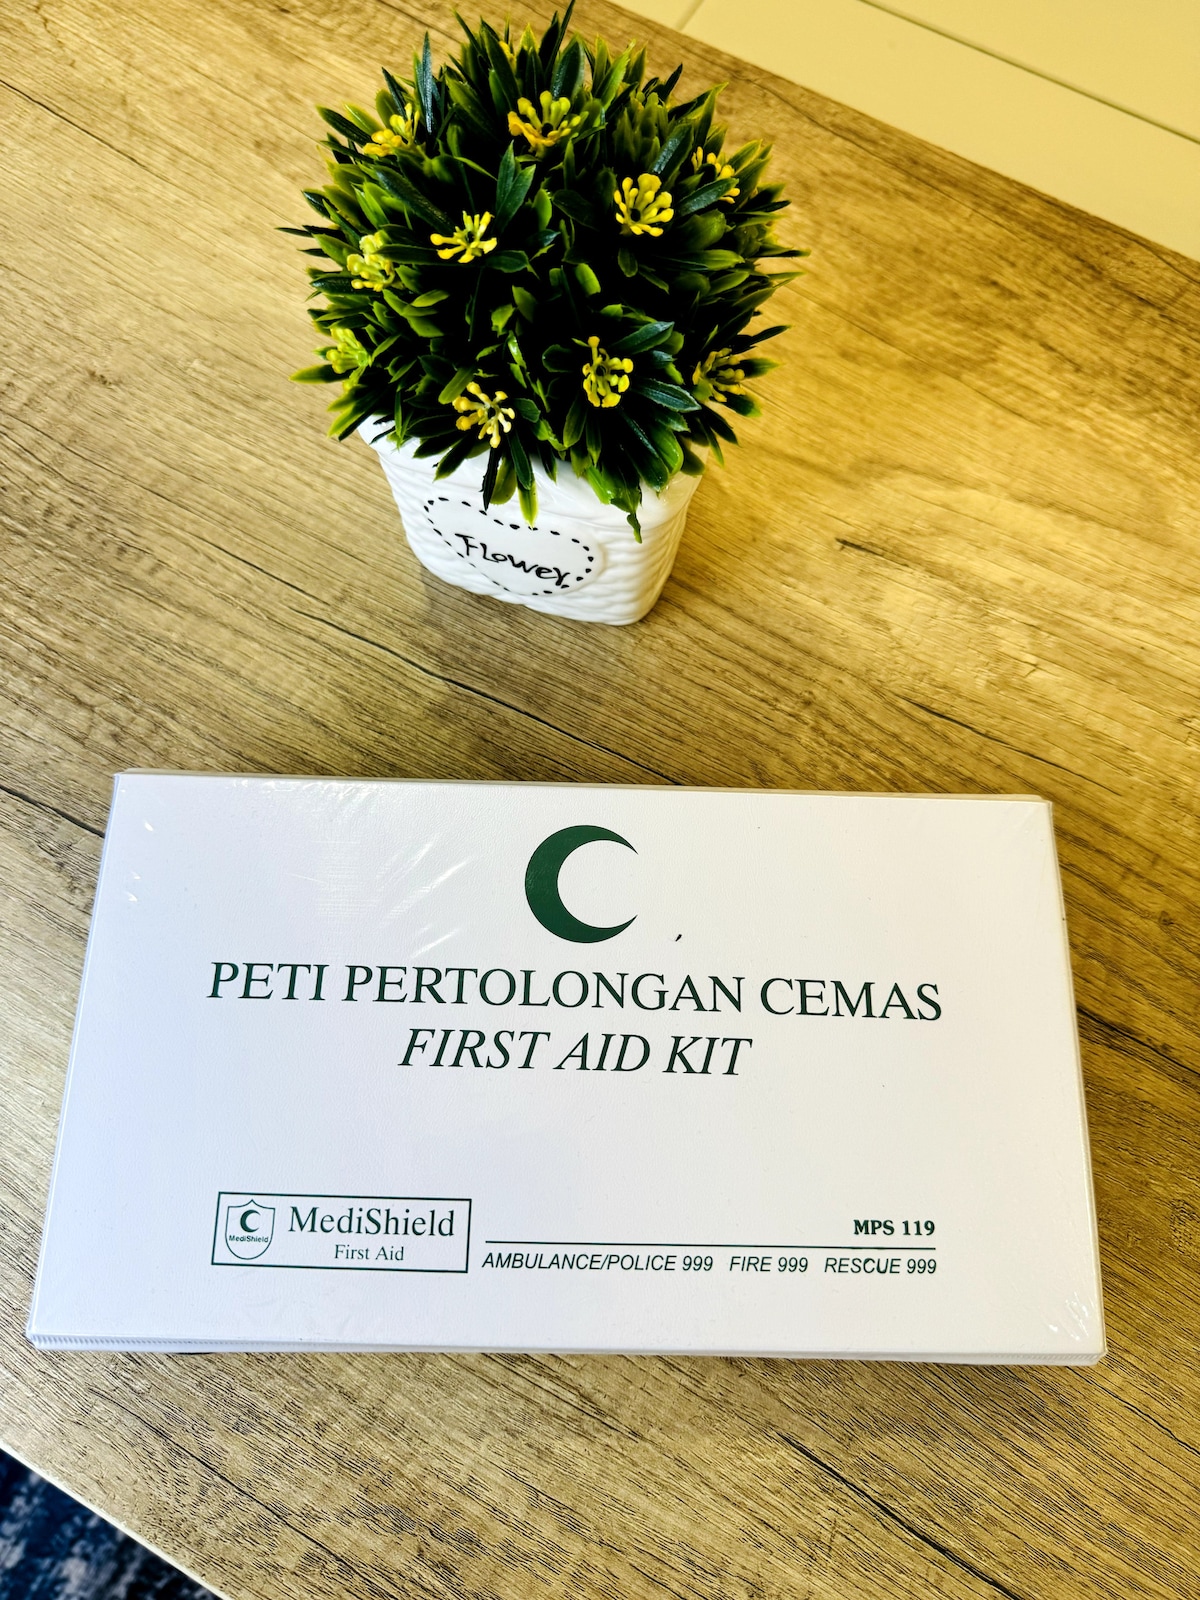 Flower
PETI PERTOLONGAN CEMAS
FIRST AID KIT
MediShield
MediShield
First Aid
MPS 119
AMBULANCE/POLICE 999 FIRE 999 RESCUE 999